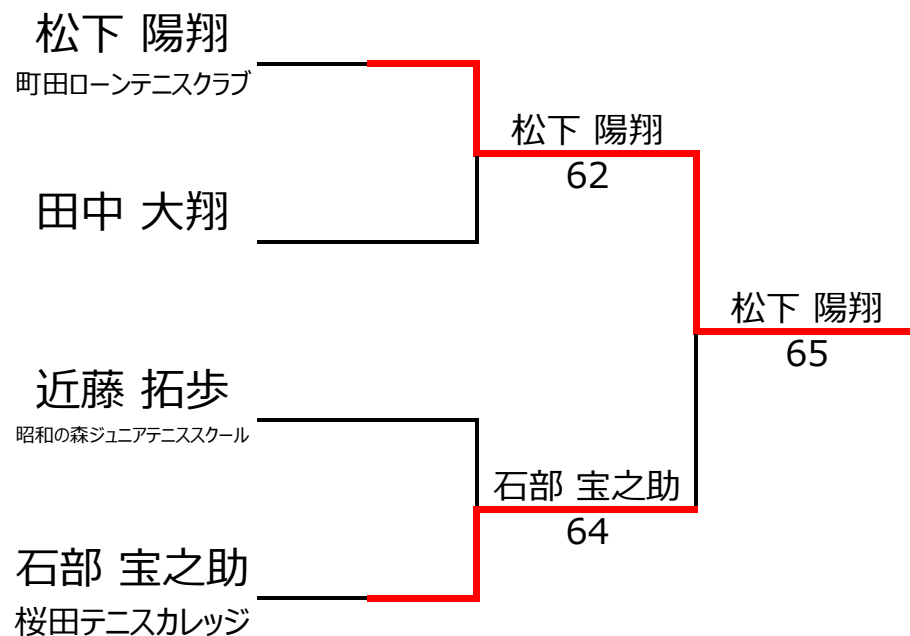 松下 陽翔
町田ローンテニスクラブ
松下 陽翔
62
田中 大翔
松下 陽翔
65
近藤 拓歩
昭和の森ジュニアテニススクール
石部 宝之助
64
石部 宝之助
桜田テニスカレッジ